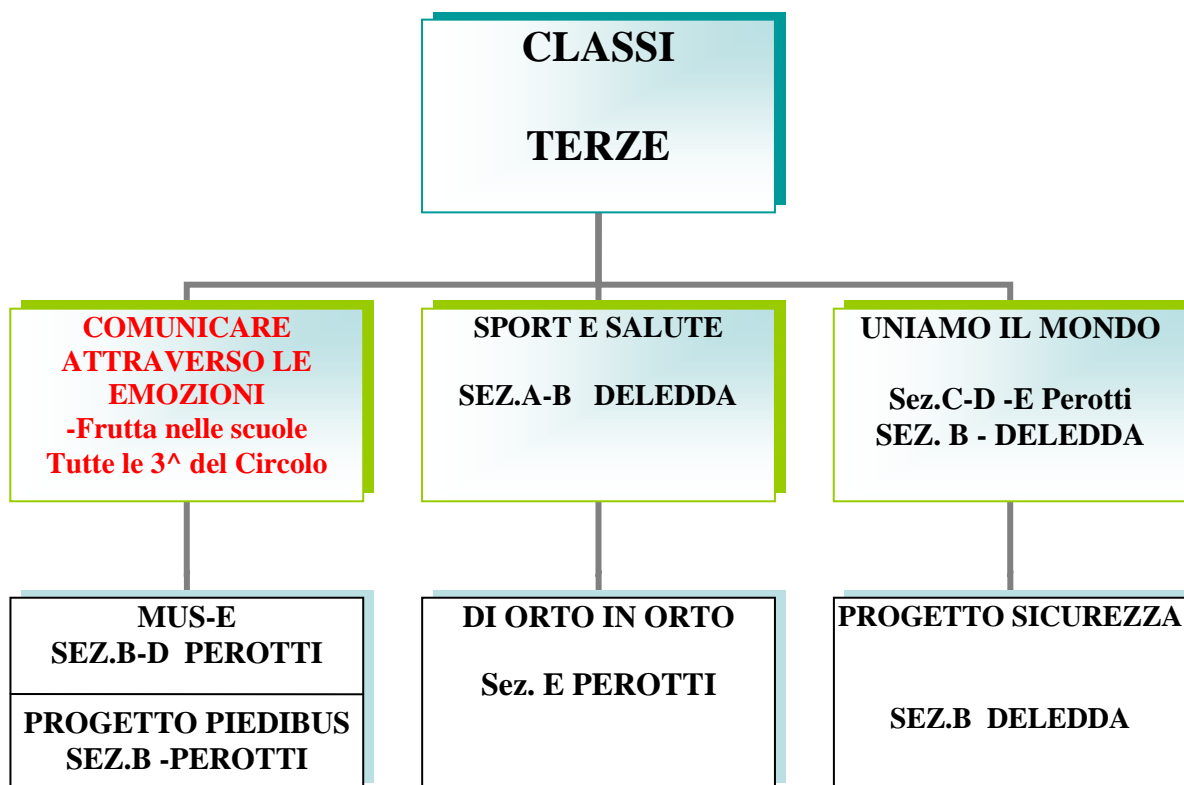 CLASSI
TERZE
COMUNICARE
ATTRAVERSO LE
EMOZIONI
-Frutta nelle scuole
Tutte le 3^ del Circolo
SPORT E SALUTE
SEZ.A-B DELEDDA
UNIAMO IL MONDO
Sez.C-D -E Perotti
SEZ. B - DELEDDA
MUS-E
SEZ.B-D PEROTTI
PROGETTO PIEDIBUS
SEZ.B -PEROTTI
DI ORTO IN ORTO
Sez. E PEROTTI
PROGETTO SICUREZZA
SEZ.B DELEDDA